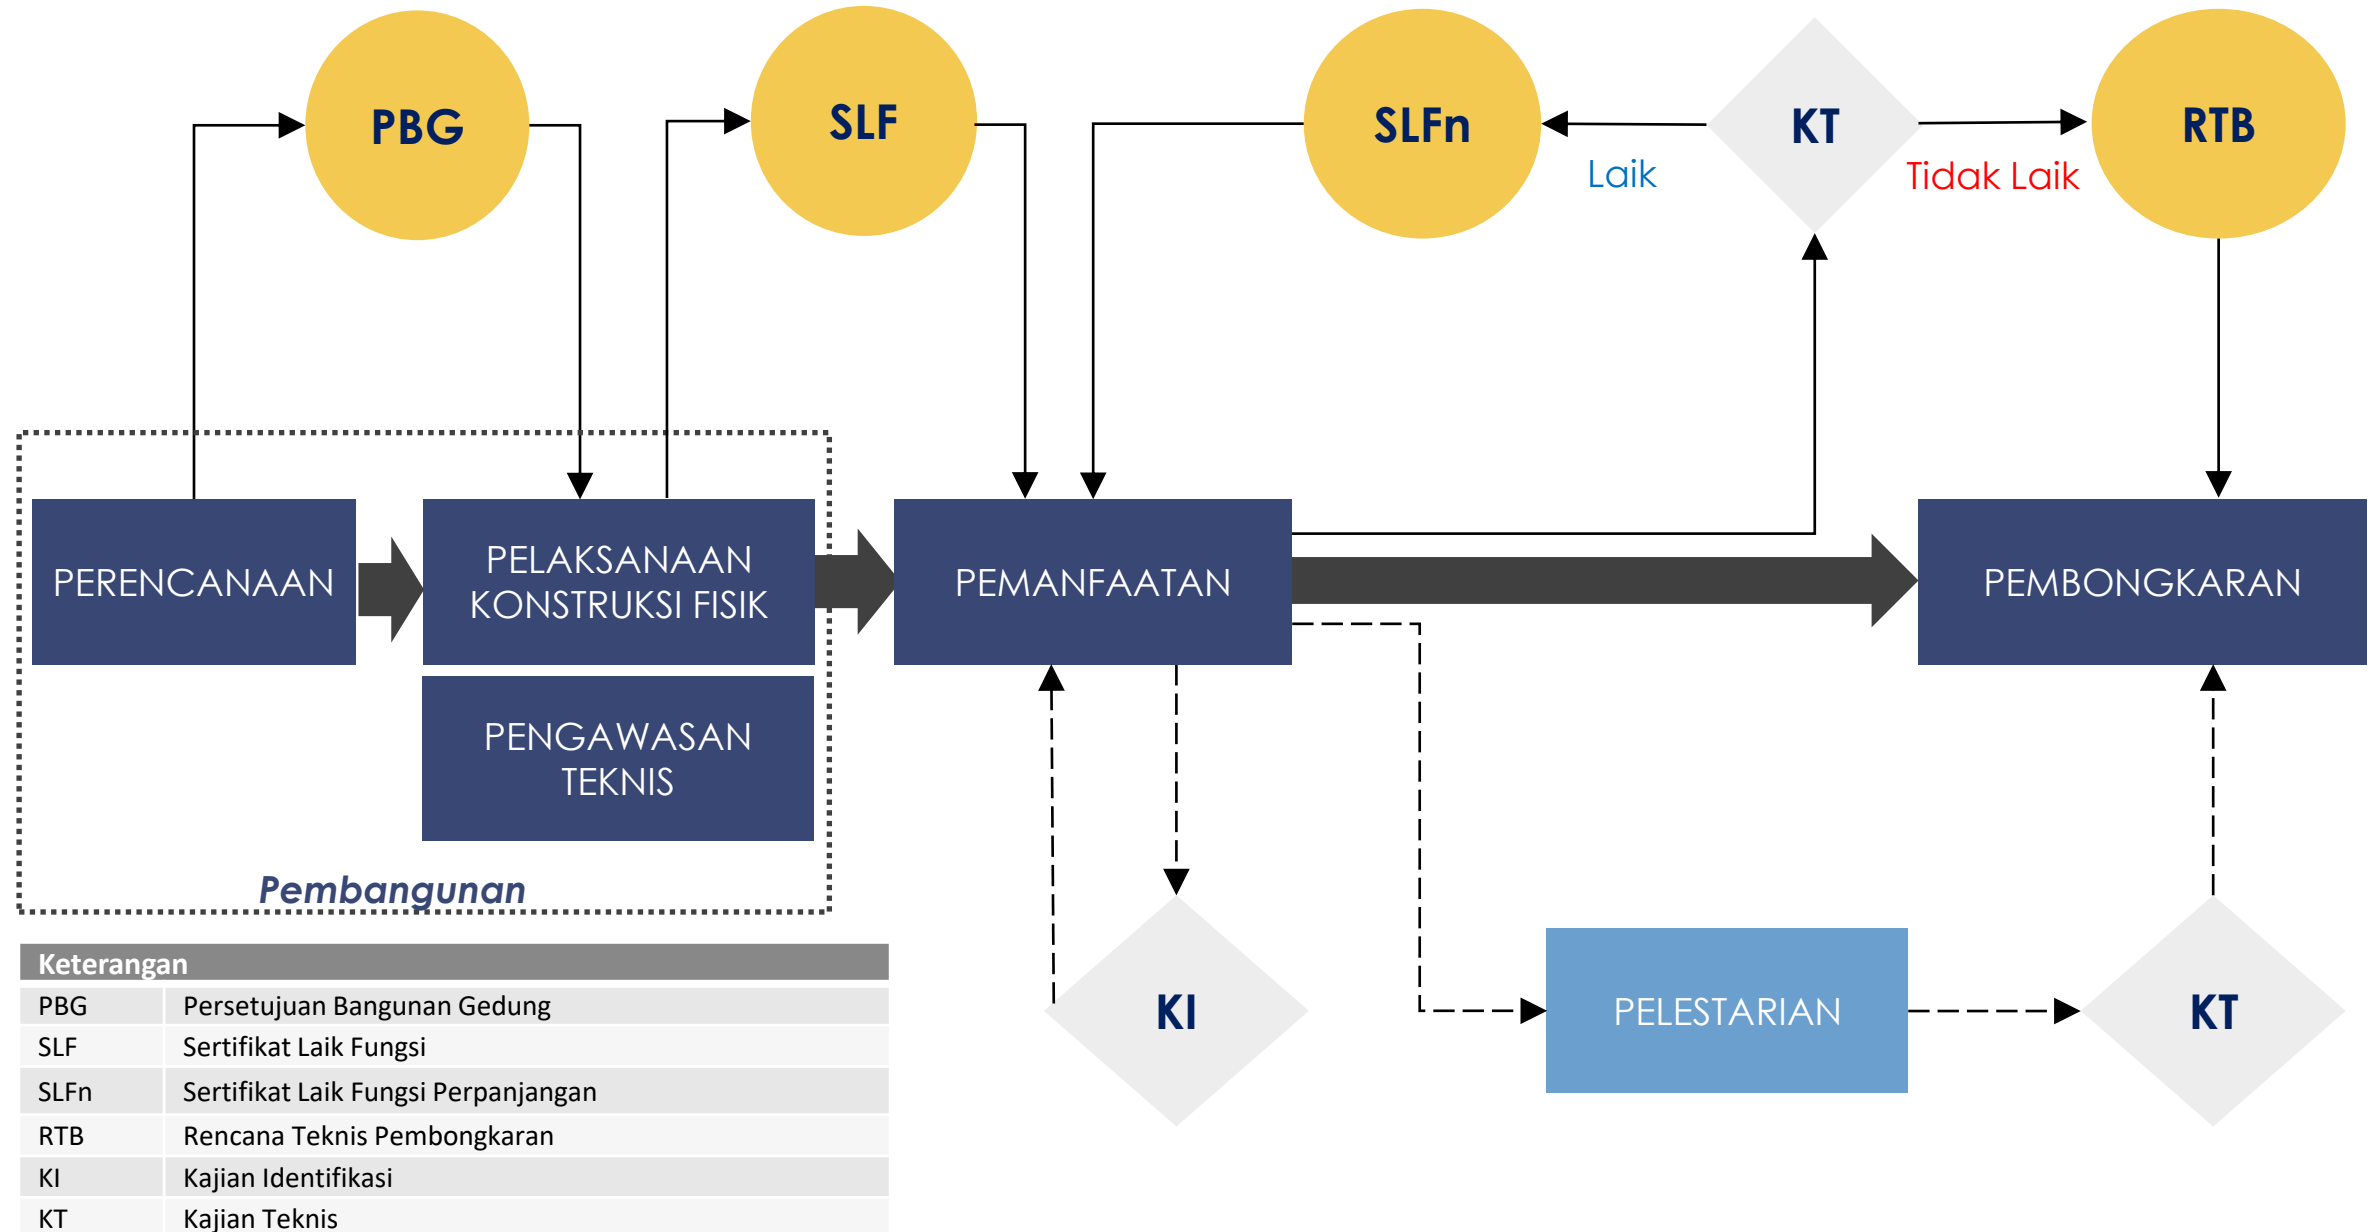 PBG
SLF
SLFn
KT
RTB
Laik
Tidak Laik
PERENCANAAN
PELAKSANAAN
KONSTRUKSI FISIK
PEMANFAATAN
PEMBONGKARAN
PENGAWASAN
TEKNIS
Pembangunan
KI
PELESTARIAN
KT
Keterangan
PBG Persetujuan Bangunan Gedung
SLF Sertifikat Laik Fungsi
SLFn Sertifikat Laik Fungsi Perpanjangan
RTB Rencana Teknis Pembongkaran
KI Kajian Identifikasi
KT Kajian Teknis